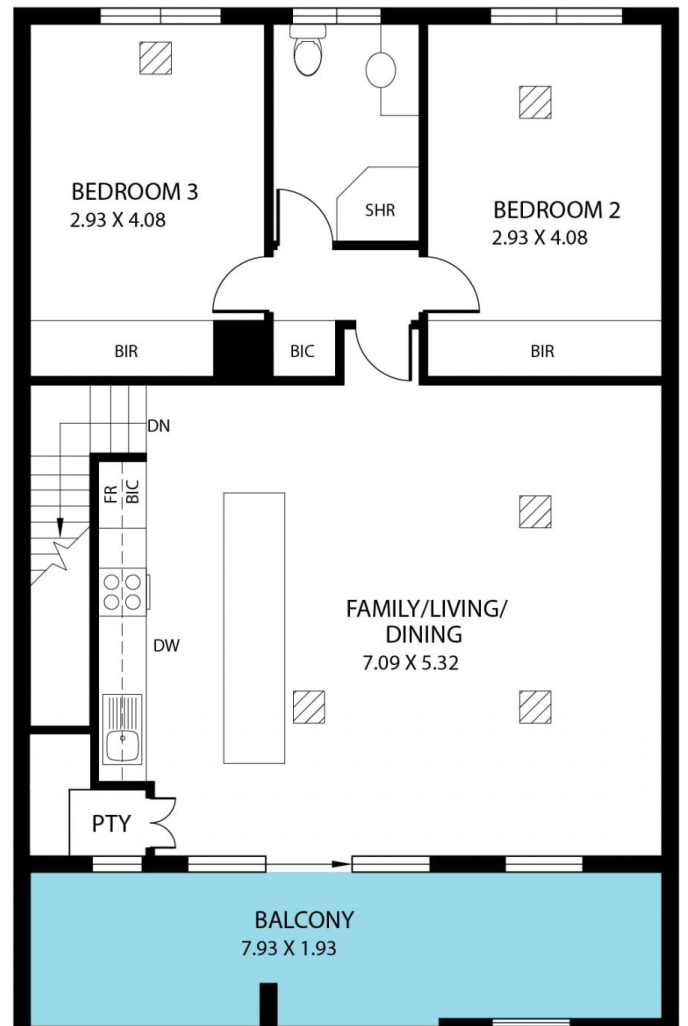 BEDROOM 3
2.93 X 4.08
SHR
BEDROOM 2
2.93 X 4.08
BIR
BIC
BIR
DN
FR
BIC
FAMILY/LIVING/
DINING
7.09 X 5.32
DW
PTY
BALCONY
7.93 X 1.93